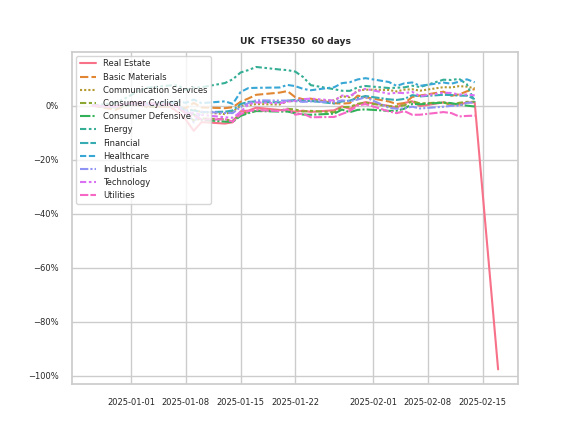 UK  FTSE350  60 days
Real Estate
Basic Materials
Communication Services
Consumer Cyclical
Consumer Defensive
Energy
Financial
Healthcare
Industrials
Technology
Utilities
0%
−20%
−40%
−60%
−80%
−100%
2025-01-01 2025-01-08 2025-01-15 2025-01-22 2025-02-01 2025-02-08 2025-02-15